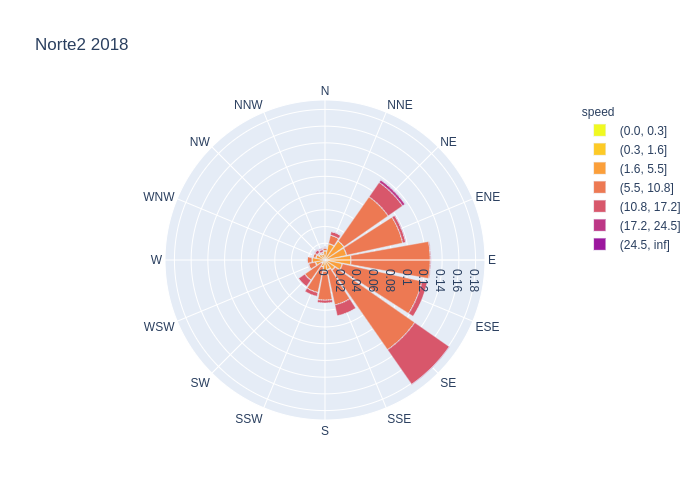 Norte2 2018
N
NNE
NE
ENE
E
ESE
SE
SSE
S
SSW
SW
WSW
W
WNW
NW
NNW
0
0.02
0.04
0.06
0.08
0.1
0.12
0.14
0.16
0.18
speed
(0.0, 0.3]
(0.3, 1.6]
(1.6, 5.5]
(5.5, 10.8]
(10.8, 17.2]
(17.2, 24.5]
(24.5, inf]